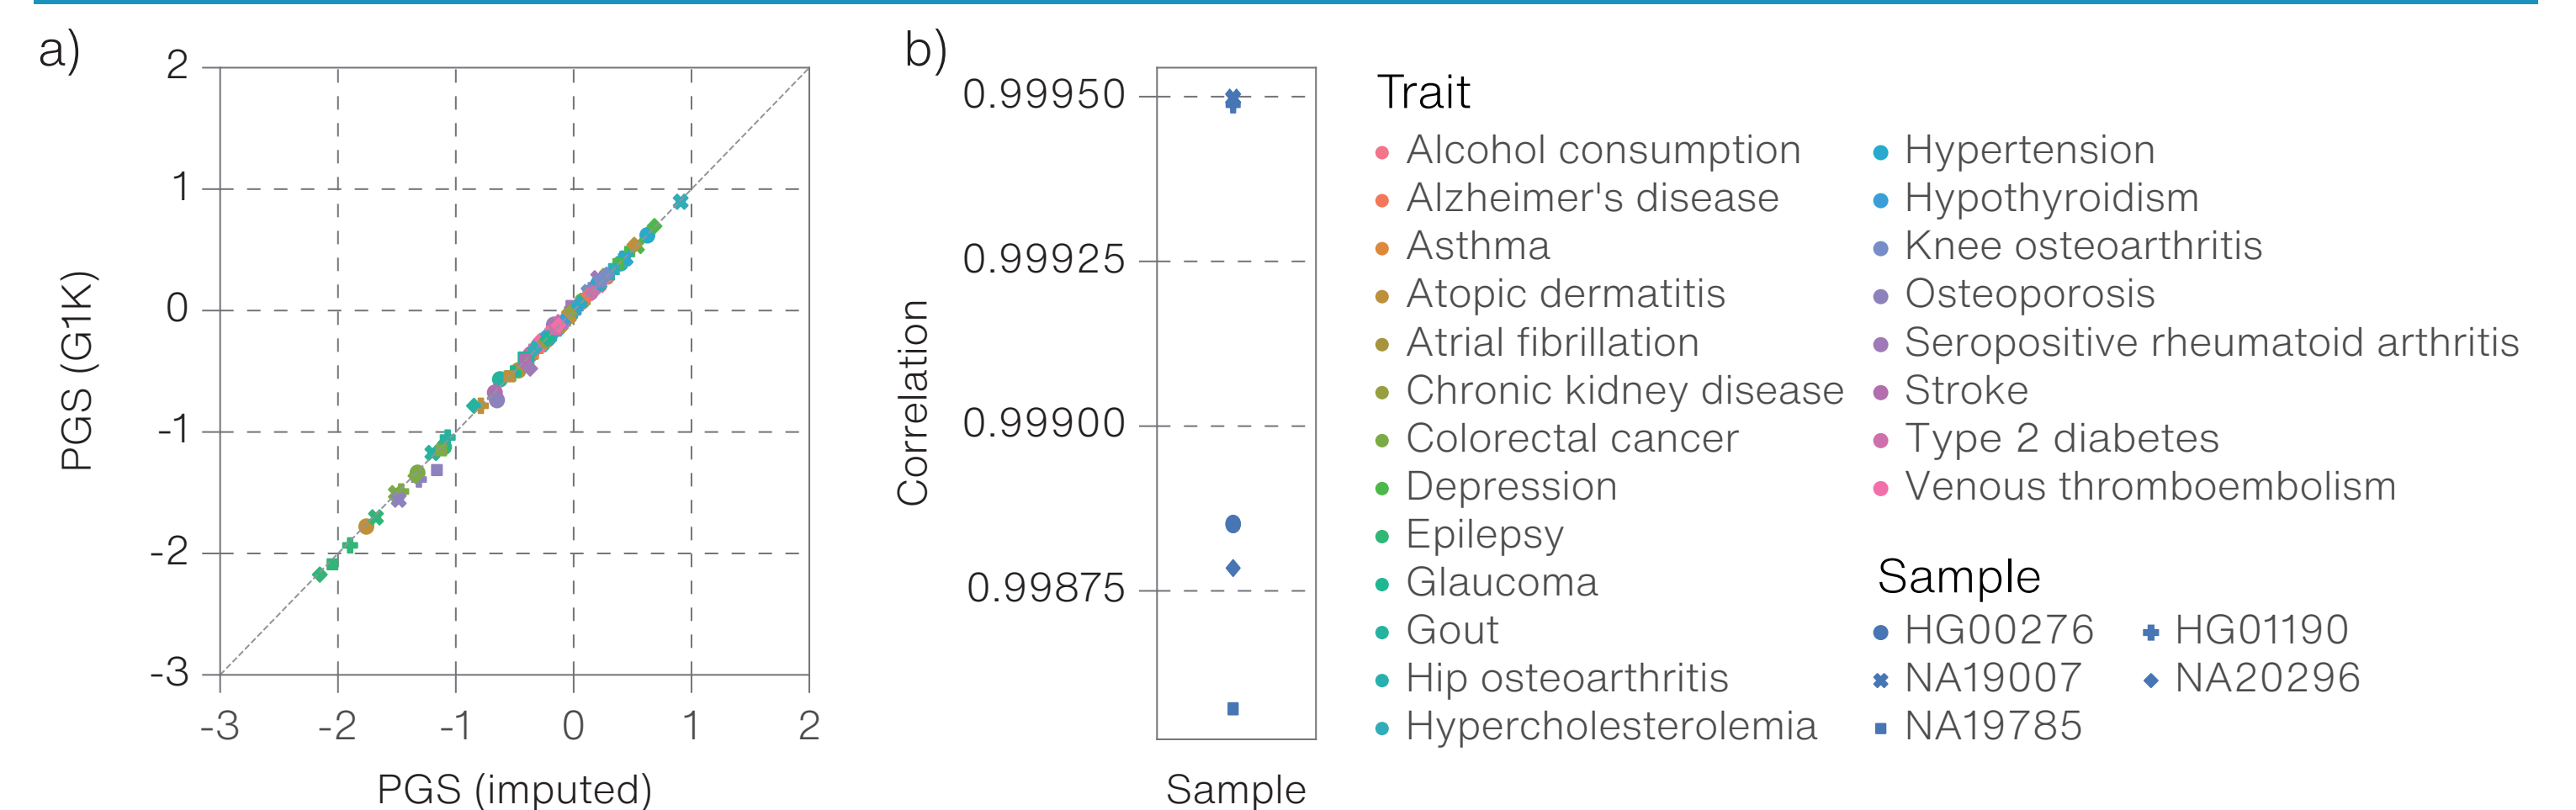 a)
2
1
0
-1
-2
-3
PGS (G1K)
-3 -2 -1 0 1 2
PGS (imputed)
b)
0.99950
0.99925
0.99900
0.99875
Correlation
Sample
Trait
Alcohol consumption
Alzheimer's disease
Asthma
Atopic dermatitis
Atrial fibrillation
Chronic kidney disease
Colorectal cancer
Depression
Epilepsy
Glaucoma
Gout
Hip osteoarthritis
Hypercholesterolemia
Hypertension
Hypothyroidism
Knee osteoarthritis
Osteoporosis
Seropositive rheumatoid arthritis
Stroke
Type 2 diabetes
Venous thromboembolism
Sample
HG00276 HG01190
NA19007 NA20296
NA19785